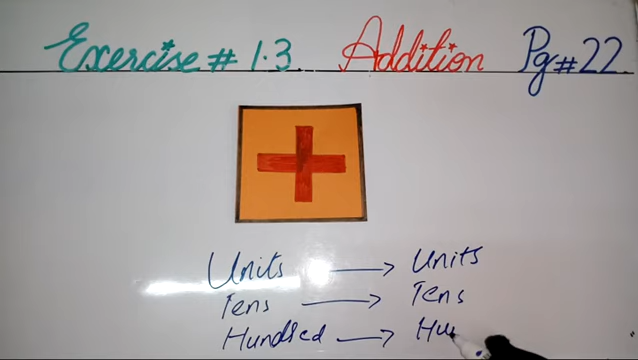 Exercise # 1.3 Addition Pg # 22
Units → Units
Tens → Tens
Hundred → Hu